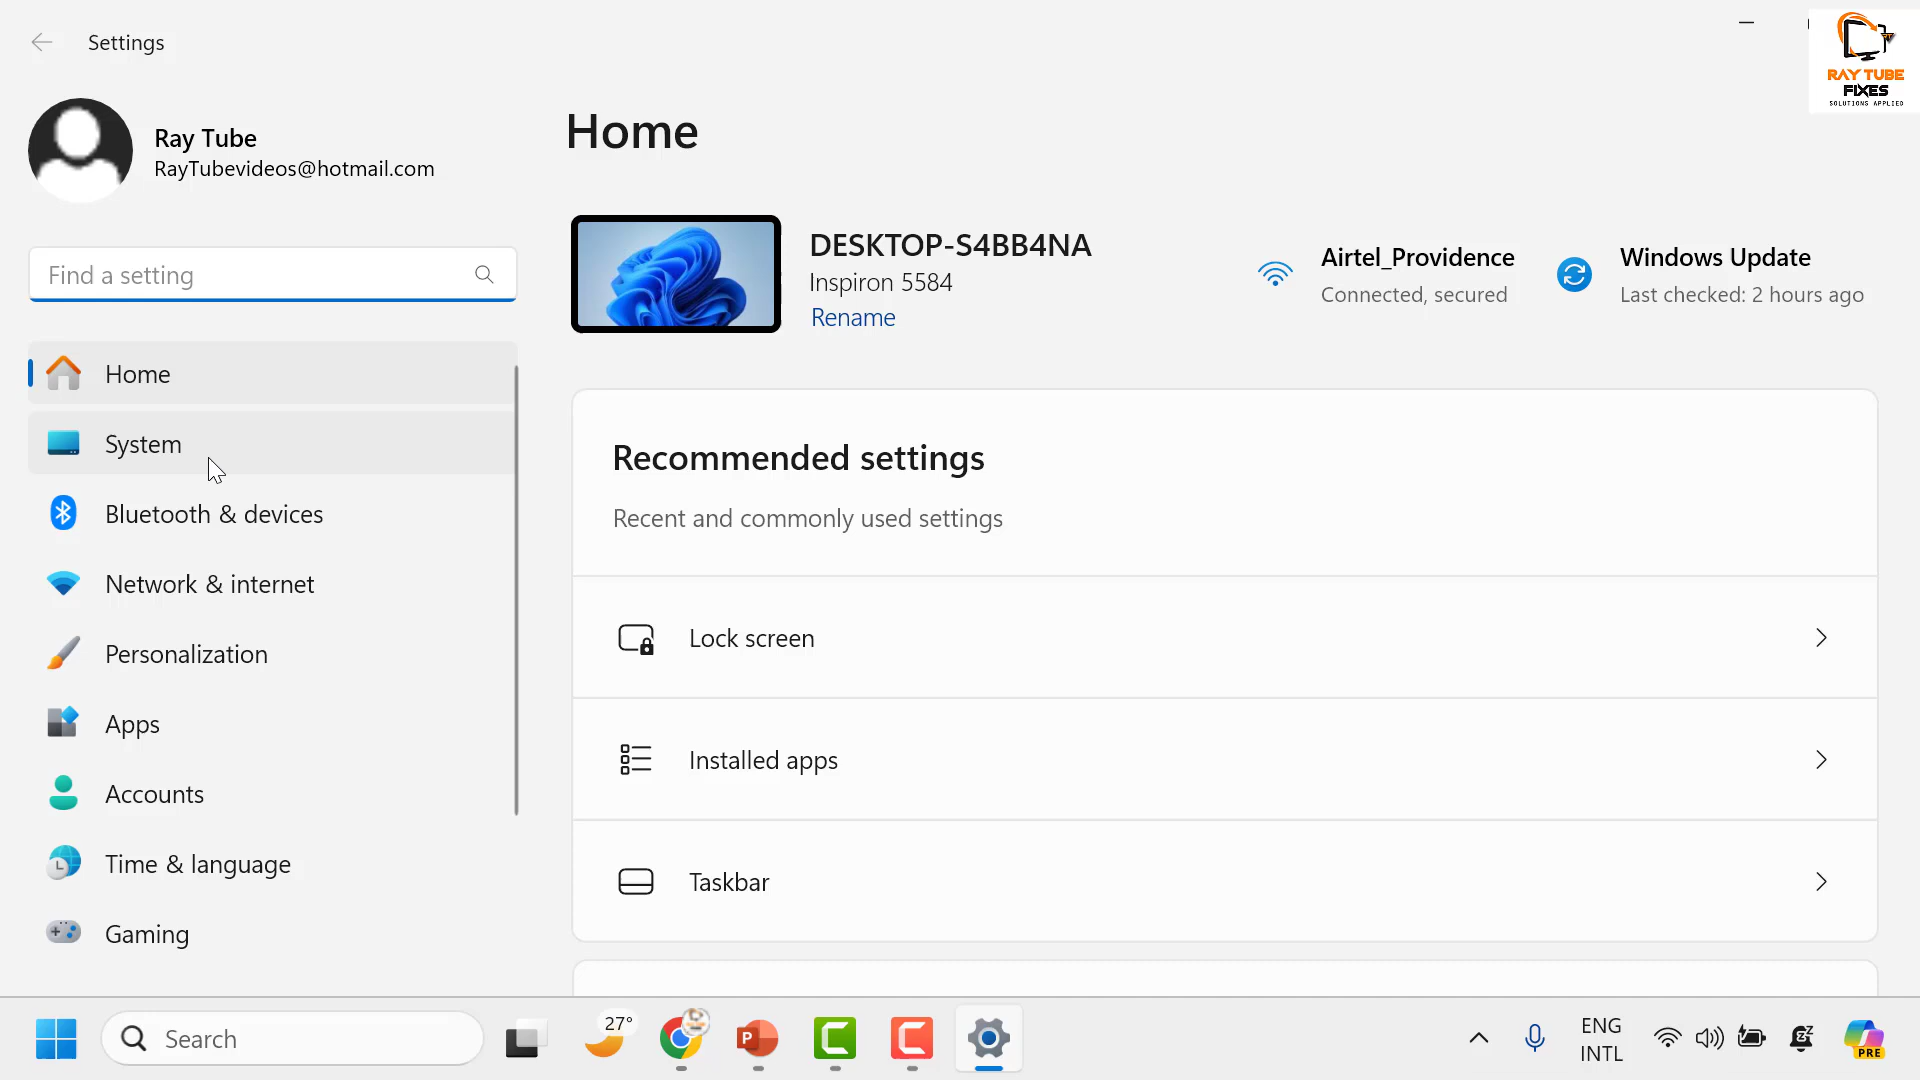 Settings
RAY TUBE
FIXES
SOLUTIONS APPLIED
Ray Tube
RayTubevideos@hotmail.com
Find a setting
Home
System
Bluetooth & devices
Network & internet
Personalization
Apps
Accounts
Time & language
Gaming
Home
DESKTOP-S4BB4NA
Inspiron 5584
Rename
Airtel_Providence
Connected, secured
Windows Update
Last checked: 2 hours ago
Recommended settings
Recent and commonly used settings
Lock screen
Installed apps
Taskbar
Search
27°
P
ENG
INTL
PRE